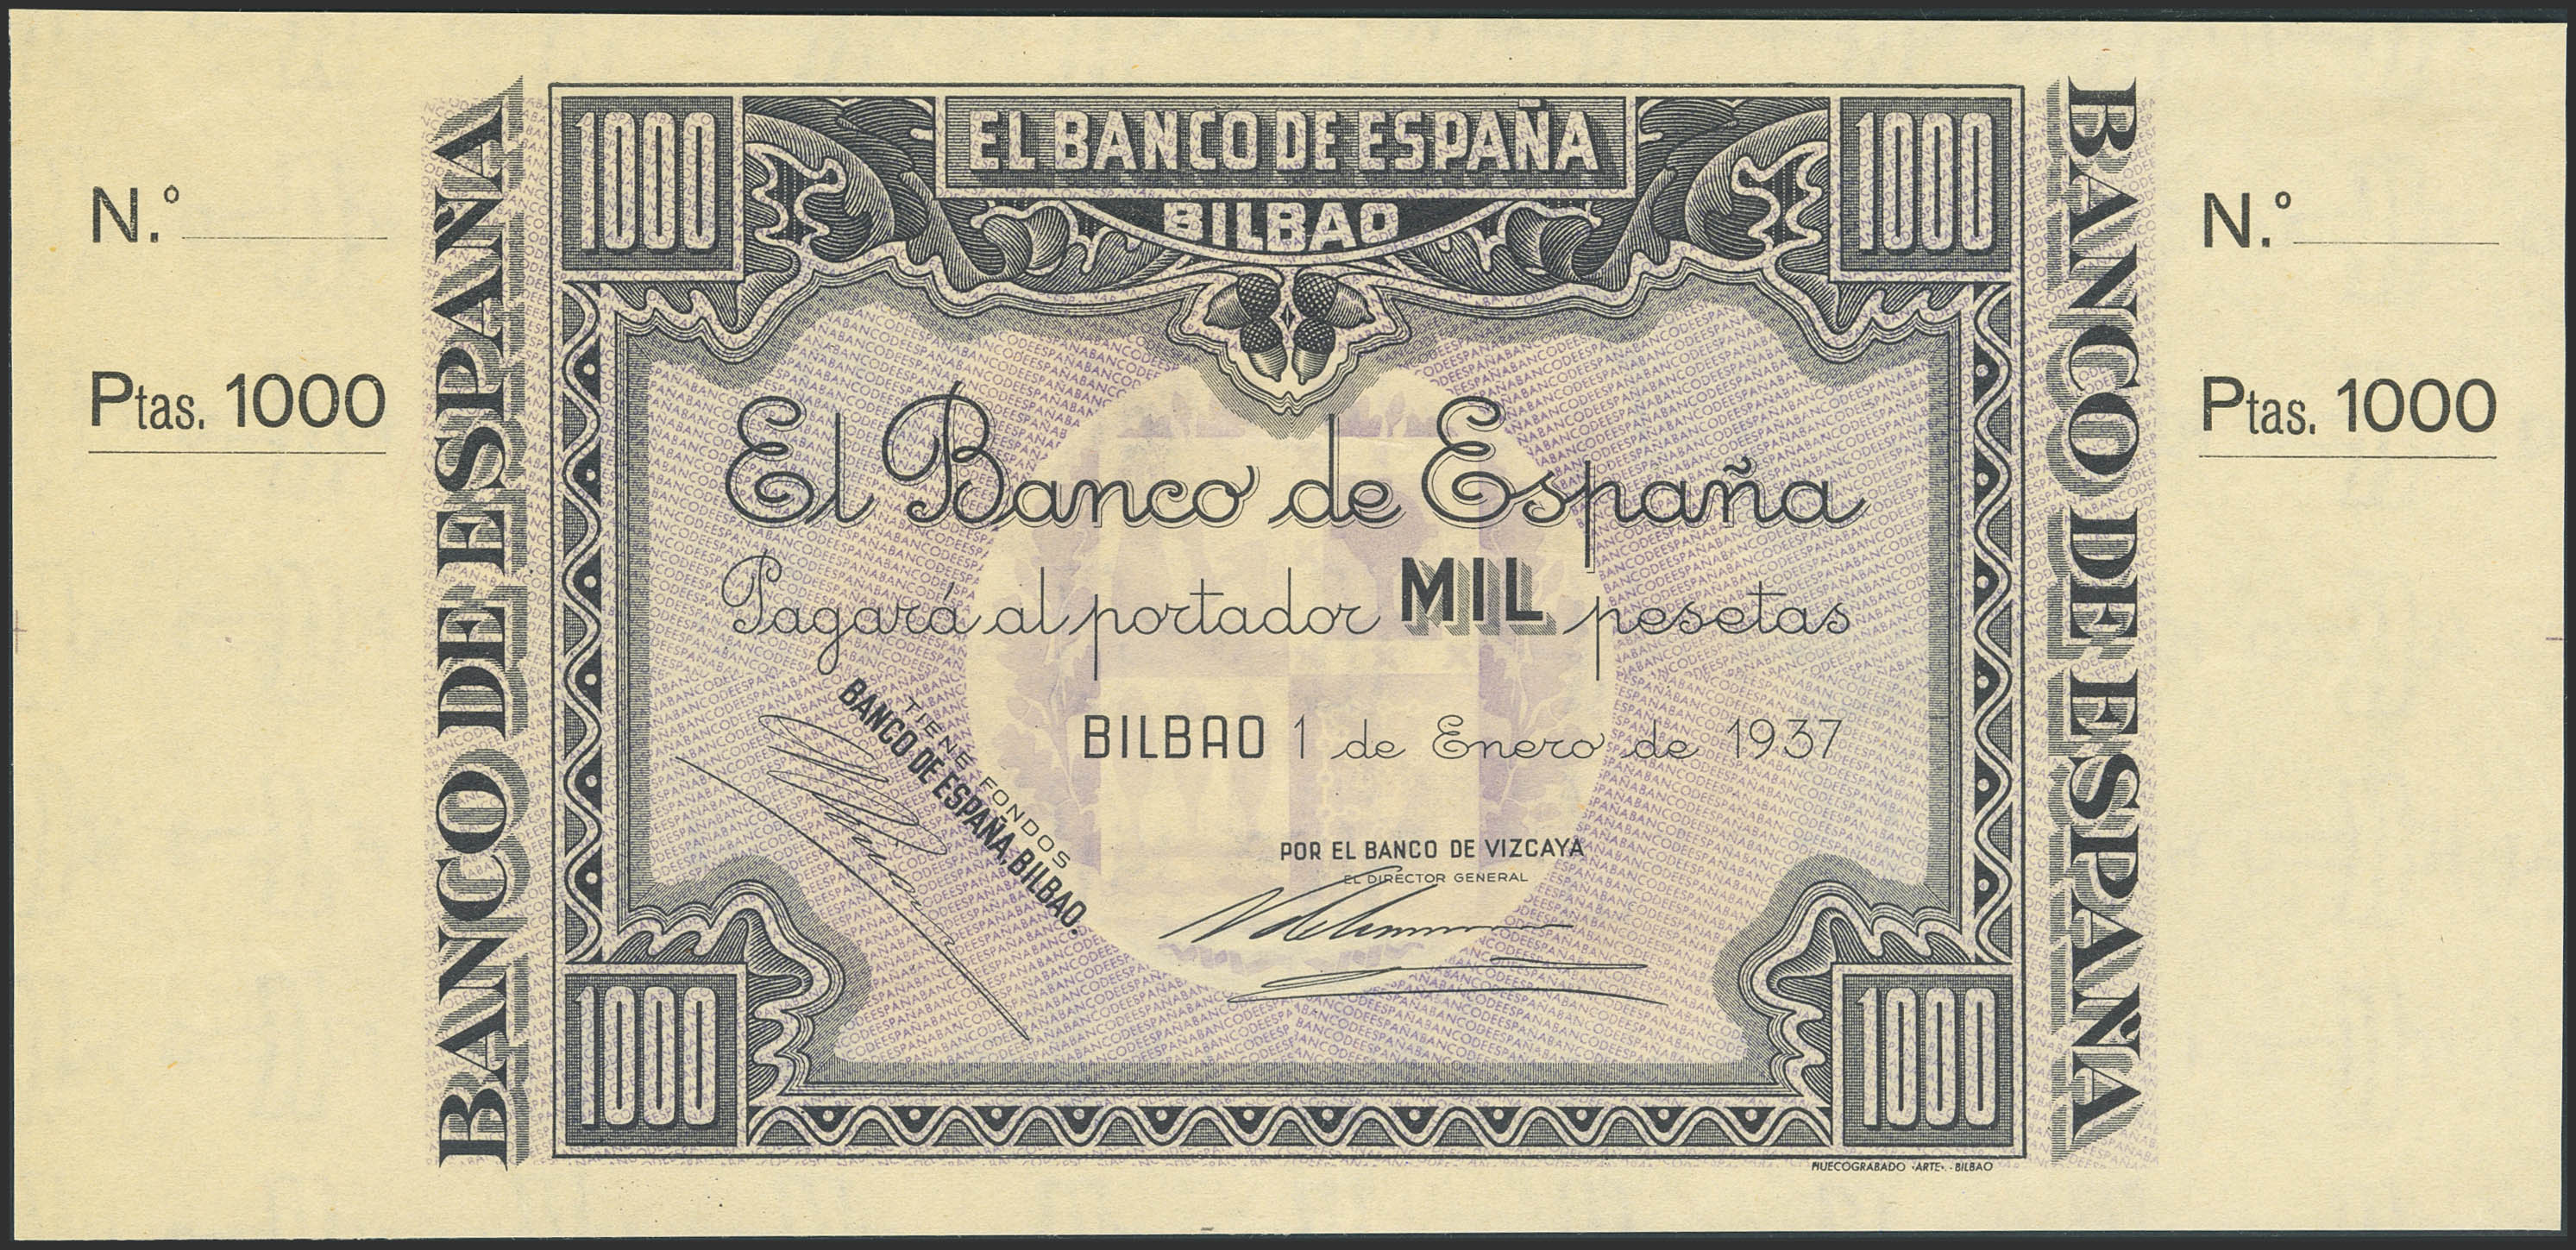 N.º
Ptas. 1000
BANCO DE ESPAÑA
1000
EL BANCO DE ESPAÑA
BILBAO
1000
El Banco de España
Pagará al portador MIL pesetas
BILBAO 1 de Enero de 1937
TIENE FONDOS
BANCO DE ESPAÑA, BILBAO.
POR EL BANCO DE VIZCAYA
EL DIRECTOR GENERAL
1000
1000
HUECOGRABADO «ARTE». - BILBAO
BANCO DE ESPAÑA
N.º
Ptas. 1000